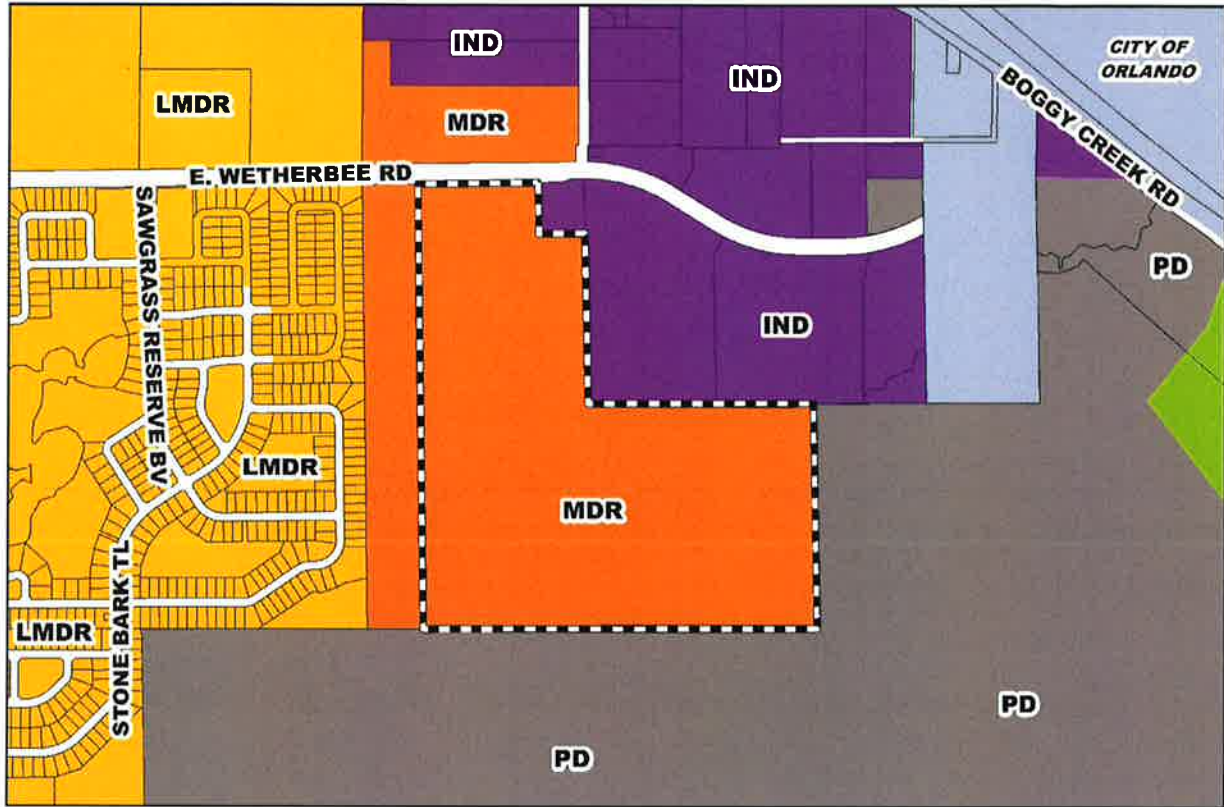 IND
IND
CITY OF
ORLANDO
LMDR
MDR
BOGGY CREEK RD
E. WETHERBEE RD
SAWGRASS RESERVE BV
PD
IND
LMDR
MDR
LMDR
STONE BARK TL
PD
PD